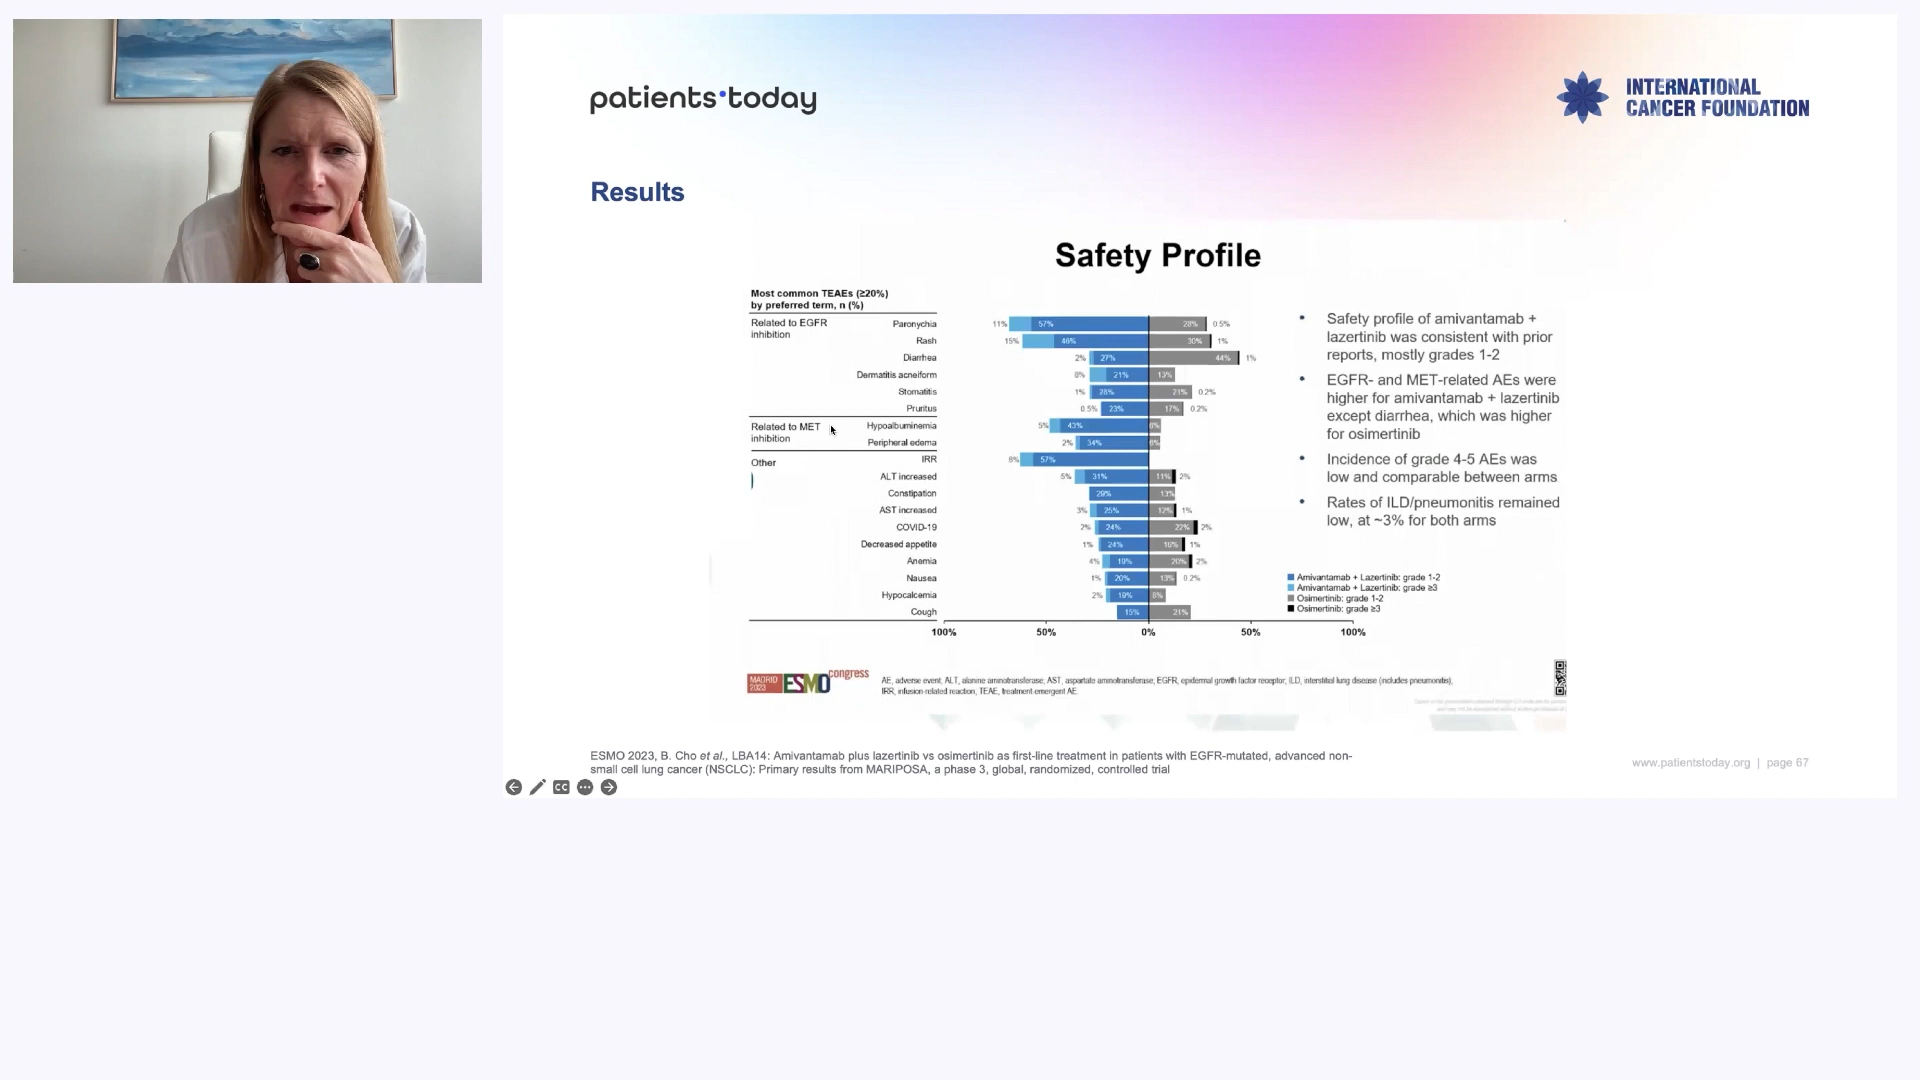 patients•today
INTERNATIONAL
CANCER FOUNDATION
Results
Safety Profile
Most common TEAEs (≥20%)
by preferred term, n (%)
Related to EGFR
inhibition
Paronychia 11% 57% 28% 0.5%
Rash 15% 46% 30% 1%
Diarrhea 2% 27% 44% 1%
Dermatitis acneiform 8% 21% 13%
Stomatitis 1% 28% 21% 0.2%
Pruritus 0.5% 23% 17% 0.2%
Related to MET
inhibition
Hypoalbuminemia 5% 43% 6%
Peripheral edema 2% 34% 6%
Other
IRR 8% 57%
ALT increased 5% 31% 11% 2%
Constipation 29% 13%
AST increased 3% 25% 12% 1%
COVID-19 2% 24% 22% 2%
Decreased appetite 1% 24% 16% 1%
Anemia 4% 19% 20% 2%
Nausea 1% 20% 13% 0.2%
Hypocalcemia 2% 19% 8%
Cough 15% 21%
100% 50% 0% 50% 100%
• Safety profile of amivantamab +
lazertinib was consistent with prior
reports, mostly grades 1-2
• EGFR- and MET-related AEs were
higher for amivantamab + lazertinib
except diarrhea, which was higher
for osimertinib
• Incidence of grade 4-5 AEs was
low and comparable between arms
• Rates of ILD/pneumonitis remained
low, at ~3% for both arms
Amivantamab + Lazertinib: grade 1-2
Amivantamab + Lazertinib: grade ≥3
Osimertinib: grade 1-2
Osimertinib: grade ≥3
MADRID
2023
ESMO congress
AE, adverse event; ALT, alanine aminotransferase; AST, aspartate aminotransferase; EGFR, epidermal growth factor receptor; ILD, interstitial lung disease (includes pneumonitis);
IRR, infusion-related reaction; TEAE, treatment-emergent AE.
ESMO 2023, B. Cho et al., LBA14: Amivantamab plus lazertinib vs osimertinib as first-line treatment in patients with EGFR-mutated, advanced non-
small cell lung cancer (NSCLC): Primary results from MARIPOSA, a phase 3, global, randomized, controlled trial
www.patientstoday.org | page 67
CC